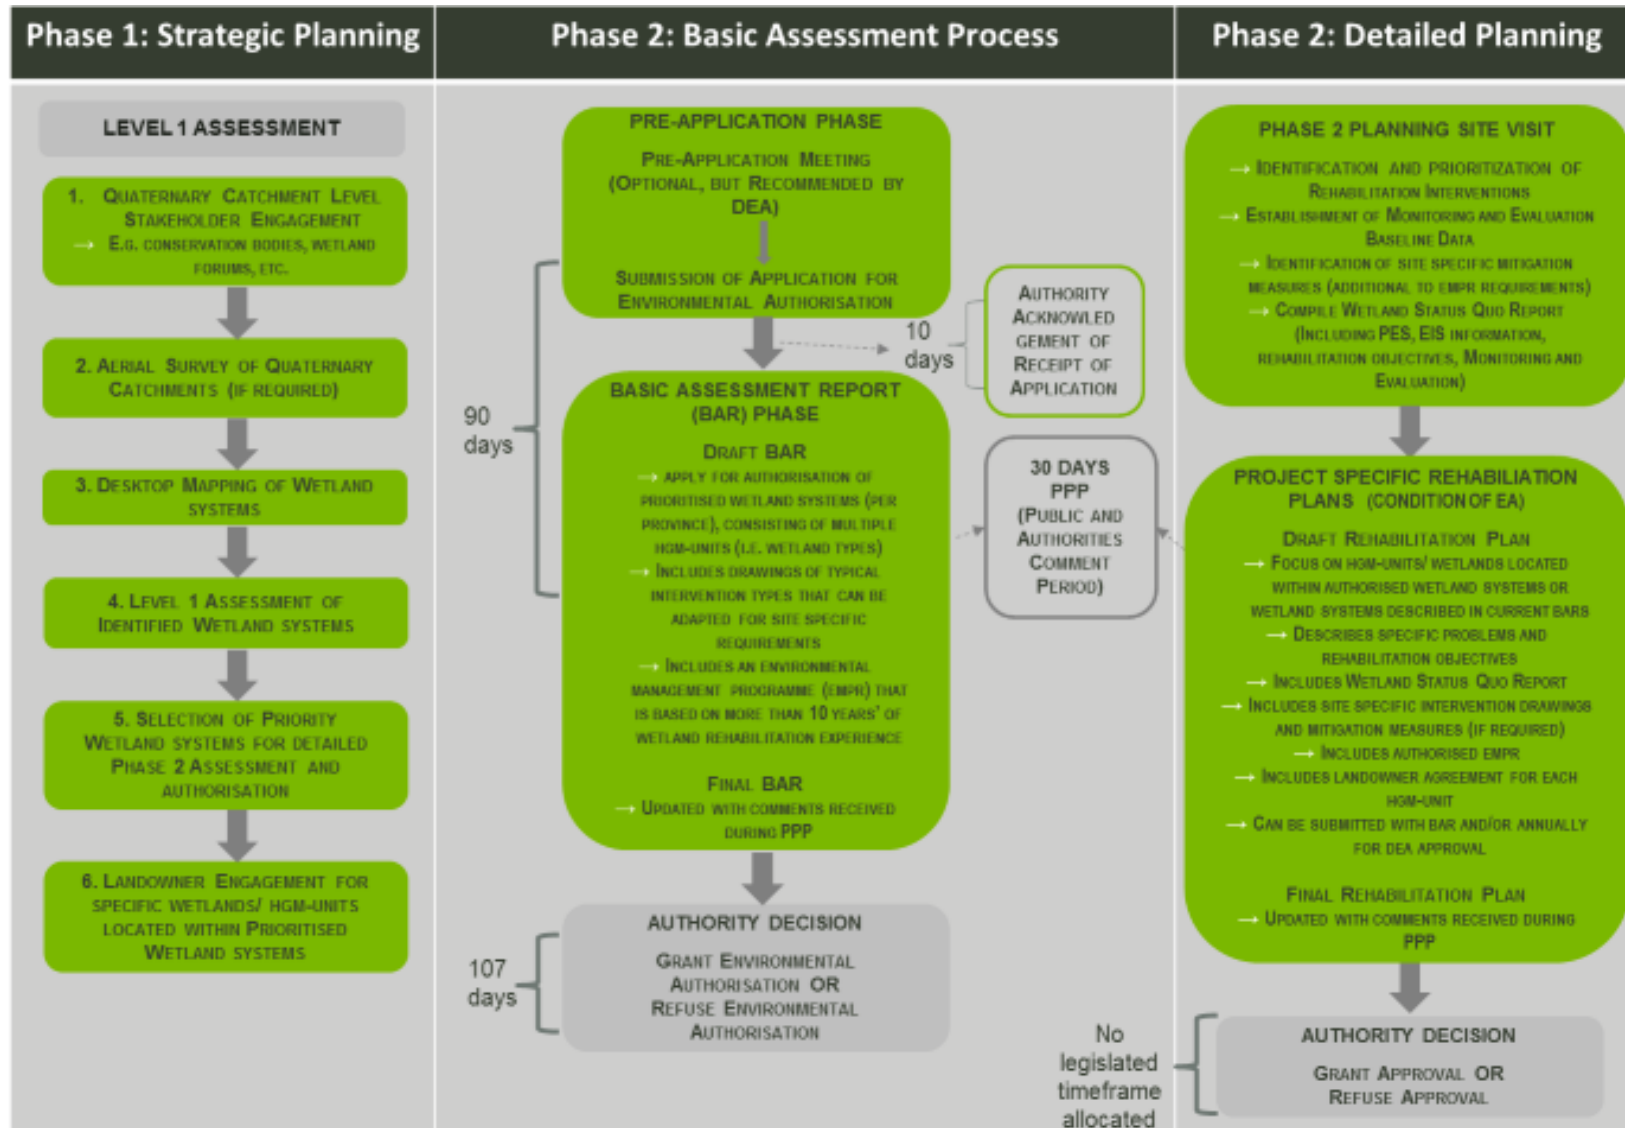 Phase 1: Strategic Planning
LEVEL 1 ASSESSMENT
1. QUATERNARY CATCHMENT LEVEL
STAKEHOLDER ENGAGEMENT
→ E.G. CONSERVATION BODIES, WETLAND
FORUMS, ETC.
2. AERIAL SURVEY OF QUATERNARY
CATCHMENTS (IF REQUIRED)
3. DESKTOP MAPPING OF WETLAND
SYSTEMS
4. LEVEL 1 ASSESSMENT OF
IDENTIFIED WETLAND SYSTEMS
5. SELECTION OF PRIORITY
WETLAND SYSTEMS FOR DETAILED
PHASE 2 ASSESSMENT AND
AUTHORISATION
6. LANDOWNER ENGAGEMENT FOR
SPECIFIC WETLANDS/ HGM-UNITS
LOCATED WITHIN PRIORITISED
WETLAND SYSTEMS
Phase 2: Basic Assessment Process
PRE-APPLICATION PHASE
PRE-APPLICATION MEETING
(OPTIONAL, BUT RECOMMENDED BY
DEA)
SUBMISSION OF APPLICATION FOR
ENVIRONMENTAL AUTHORISATION
10
days
AUTHORITY
ACKNOWLED
GEMENT OF
RECEIPT OF
APPLICATION
90
days
BASIC ASSESSMENT REPORT
(BAR) PHASE
DRAFT BAR
→ APPLY FOR AUTHORISATION OF
PRIORITISED WETLAND SYSTEMS (PER
PROVINCE), CONSISTING OF MULTIPLE
HGM-UNITS (I.E. WETLAND TYPES)
→ INCLUDES DRAWINGS OF TYPICAL
INTERVENTION TYPES THAT CAN BE
ADAPTED FOR SITE SPECIFIC
REQUIREMENTS
→ INCLUDES AN ENVIRONMENTAL
MANAGEMENT PROGRAMME (EMPR) THAT
IS BASED ON MORE THAN 10 YEARS' OF
WETLAND REHABILITATION EXPERIENCE
FINAL BAR
→ UPDATED WITH COMMENTS RECEIVED
DURING PPP
30 DAYS
PPP
(PUBLIC AND
AUTHORITIES
COMMENT
PERIOD)
107
days
AUTHORITY DECISION
GRANT ENVIRONMENTAL
AUTHORISATION OR
REFUSE ENVIRONMENTAL
AUTHORISATION
Phase 2: Detailed Planning
PHASE 2 PLANNING SITE VISIT
→ IDENTIFICATION AND PRIORITIZATION OF
REHABILITATION INTERVENTIONS
→ ESTABLISHMENT OF MONITORING AND EVALUATION
BASELINE DATA
→ IDENTIFICATION OF SITE SPECIFIC MITIGATION
MEASURES (ADDITIONAL TO EMPR REQUIREMENTS)
→ COMPILE WETLAND STATUS QUO REPORT
(INCLUDING PES, EIS INFORMATION,
REHABILITATION OBJECTIVES, MONITORING AND
EVALUATION)
PROJECT SPECIFIC REHABILIATION
PLANS (CONDITION OF EA)
DRAFT REHABILITATION PLAN
→ FOCUS ON HGM-UNITS/ WETLANDS LOCATED
WITHIN AUTHORISED WETLAND SYSTEMS OR
WETLAND SYSTEMS DESCRIBED IN CURRENT BARS
→ DESCRIBES SPECIFIC PROBLEMS AND
REHABILITATION OBJECTIVES
→ INCLUDES WETLAND STATUS QUO REPORT
→ INCLUDES SITE SPECIFIC INTERVENTION DRAWINGS
AND MITIGATION MEASURES (IF REQUIRED)
→ INCLUDES AUTHORISED EMPR
→ INCLUDES LANDOWNER AGREEMENT FOR EACH
HGM-UNIT
→ CAN BE SUBMITTED WITH BAR AND/OR ANNUALLY
FOR DEA APPROVAL
FINAL REHABILITATION PLAN
→ UPDATED WITH COMMENTS RECEIVED DURING
PPP
No
legislated
timeframe
allocated
AUTHORITY DECISION
GRANT APPROVAL OR
REFUSE APPROVAL